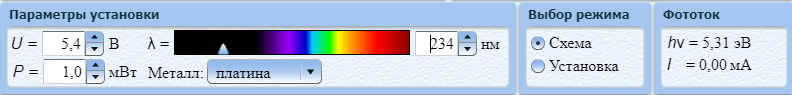 Параметры установки
U = 5,4 В λ = 234 нм
P = 1,0 мВт Металл: платина
Выбор режима
Схема
Установка
Фототок
hν = 5,31 эВ
I = 0,00 мА